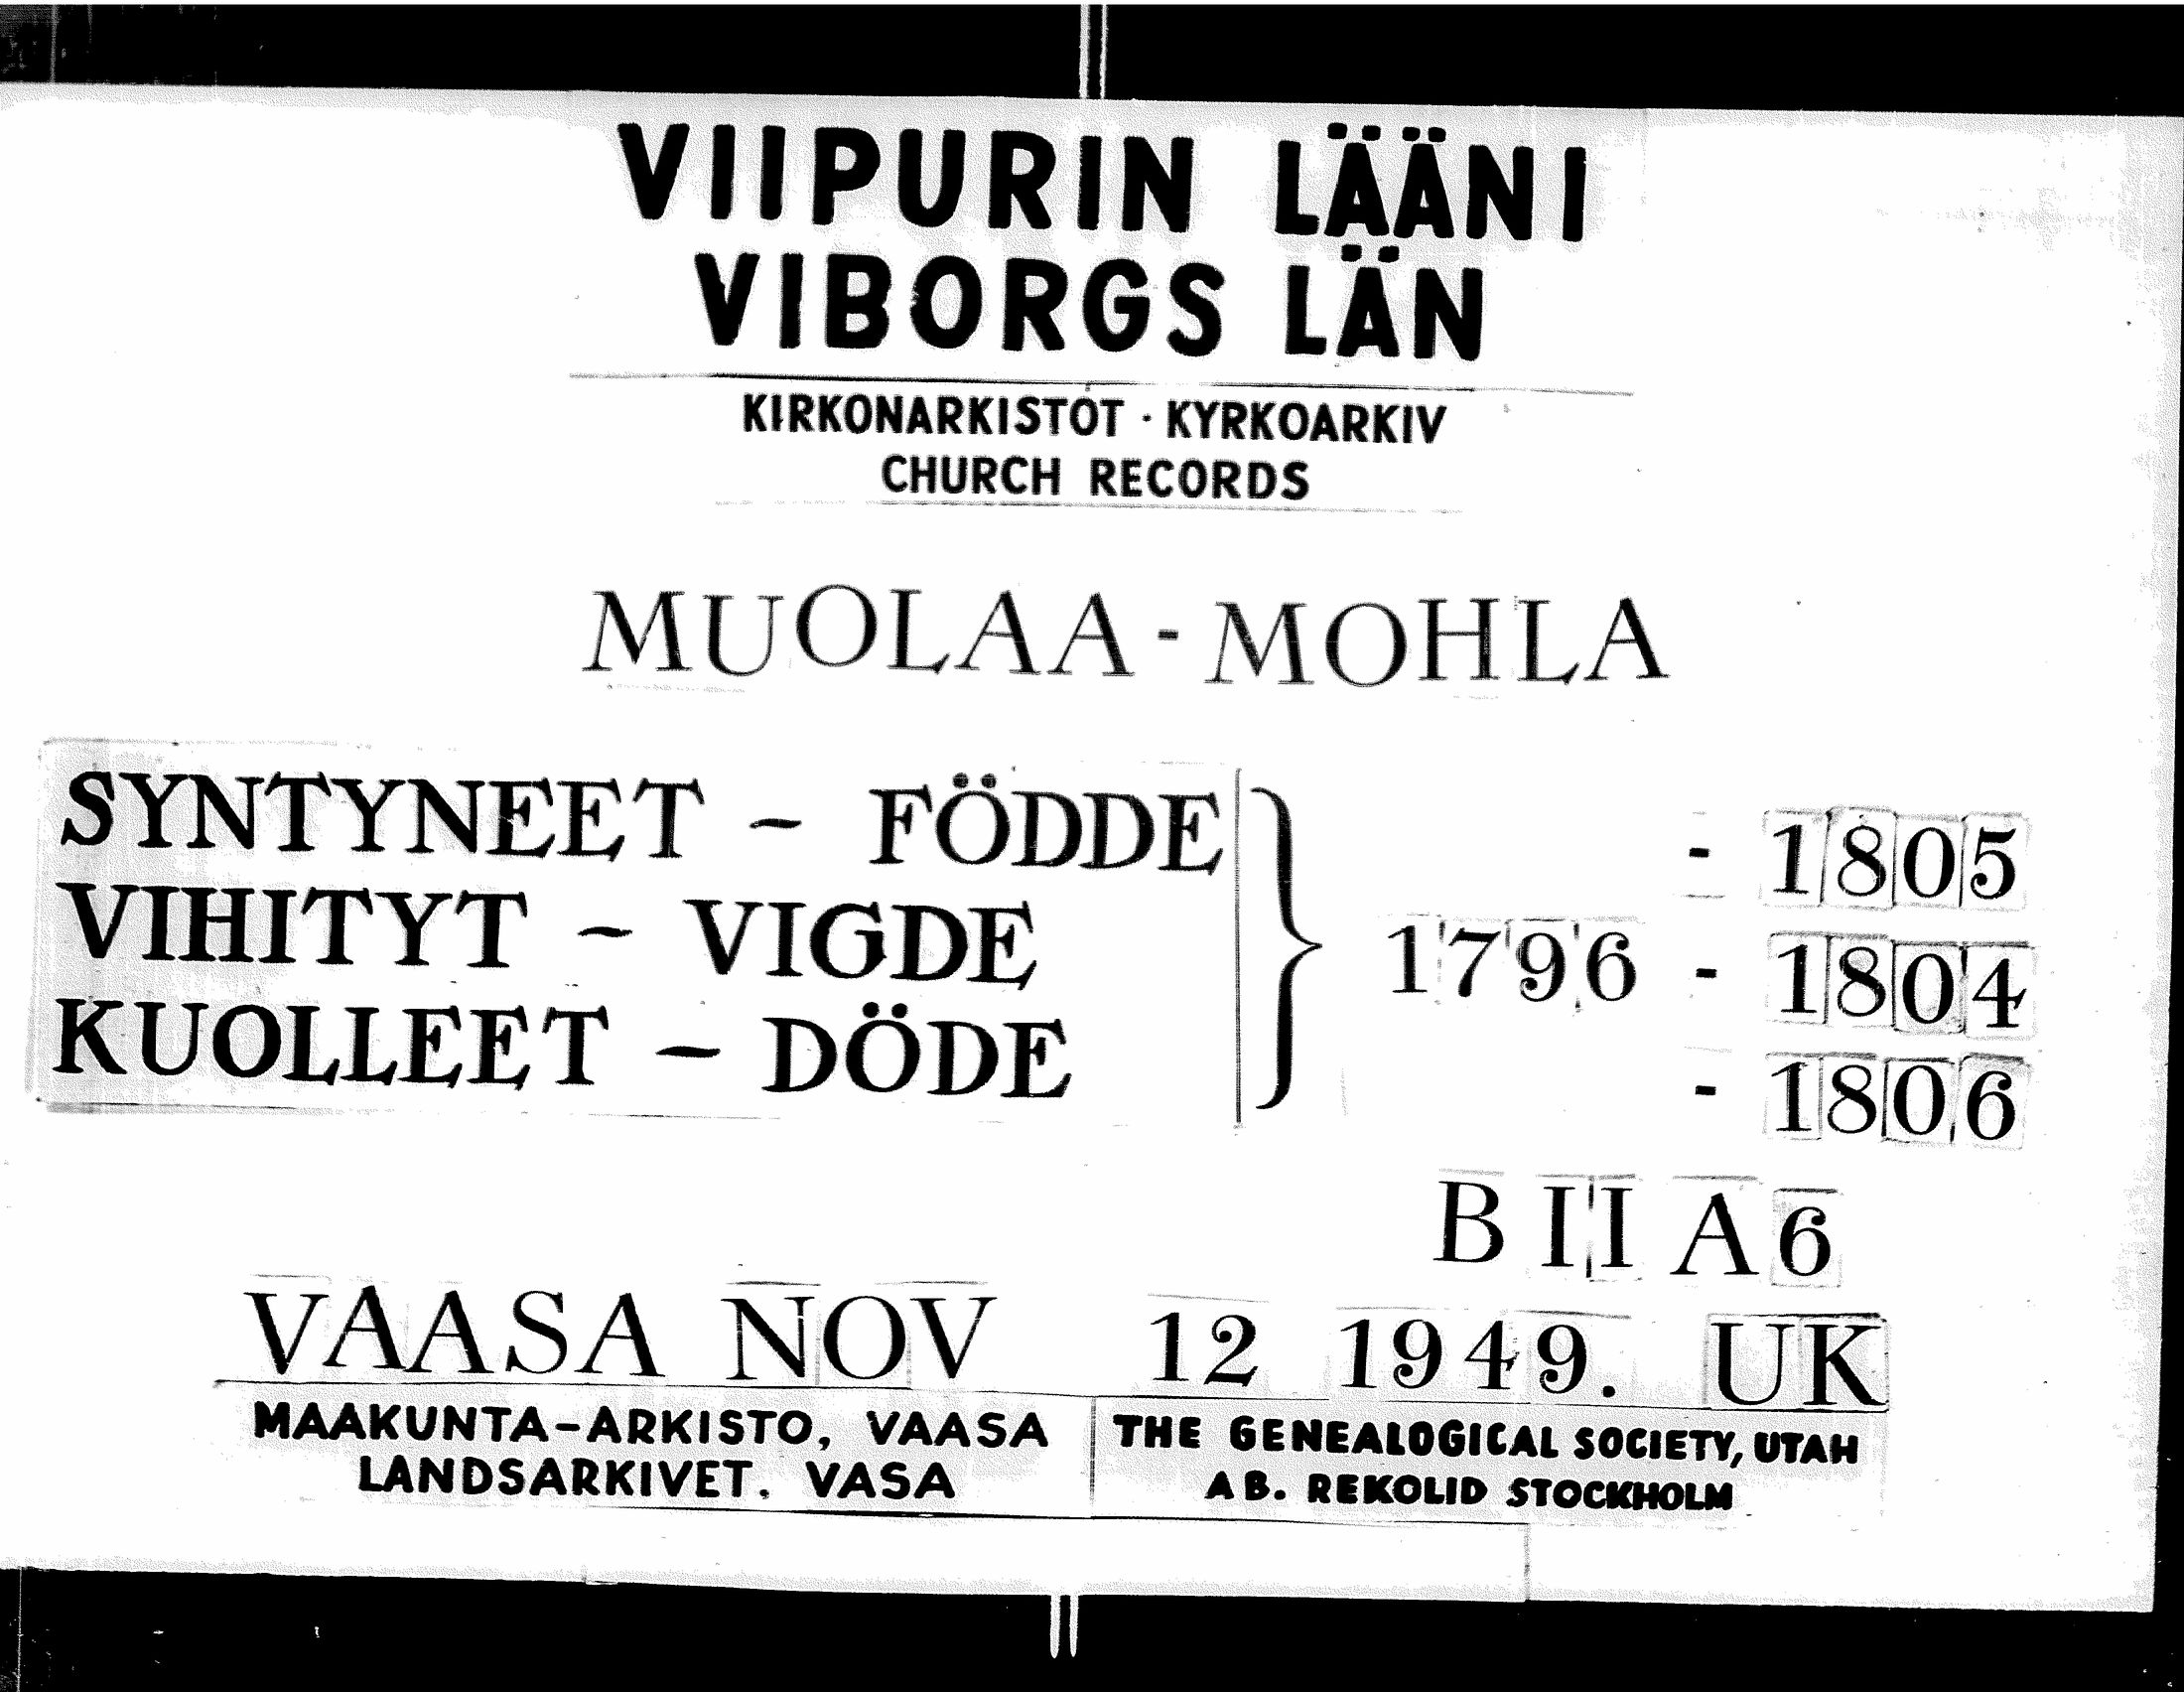 VIIPURIN LÄÄNI
VIBORGS LÄN
KIRKONARKISTOT · KYRKOARKIV
CHURCH RECORDS
MUOLAA - MOHLA
SYNTYNEET - FÖDDE } - 1805
VIHITYT - VIGDE 1796 - 1804
KUOLLEET - DÖDE - 1806
B II A 6
VAASA NOV 12 1949. UK
MAAKUNTA-ARKISTO, VAASA
LANDSARKIVET. VASA
THE GENEALOGICAL SOCIETY, UTAH
AB. REKOLID STOCKHOLM